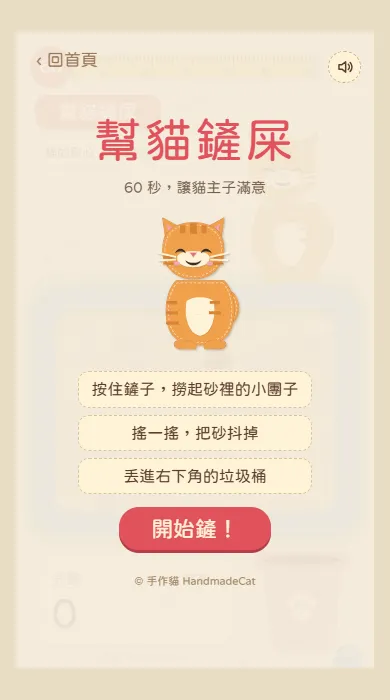 ‹ 回首頁
幫貓鏟屎
60 秒，讓貓主子滿意
按住鏟子，撈起砂裡的小團子
搖一搖，把砂抖掉
丟進右下角的垃圾桶
開始鏟！
© 手作貓 HandmadeCat
0